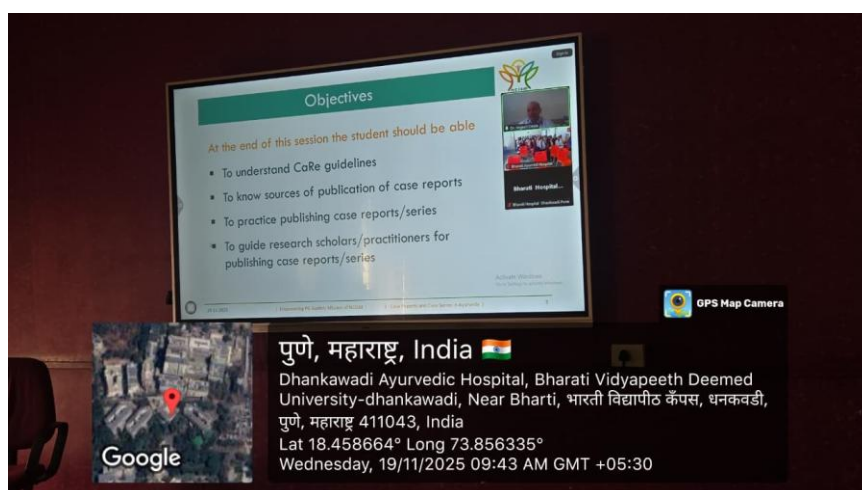 Objectives
At the end of this session the student should be able
▪ To understand CaRe guidelines
▪ To know sources of publication of case reports
▪ To practice publishing case reports/series
▪ To guide research scholars/practitioners for
publishing case reports/series
Bharati Hospital...
Activate Windows
GPS Map Camera
पुणे, महाराष्ट्र, India
Dhankawadi Ayurvedic Hospital, Bharati Vidyapeeth Deemed
University-dhankawadi, Near Bharti, भारती विद्यापीठ कँपस, धनकवडी,
पुणे, महाराष्ट्र 411043, India
Lat 18.458664° Long 73.856335°
Wednesday, 19/11/2025 09:43 AM GMT +05:30
Google